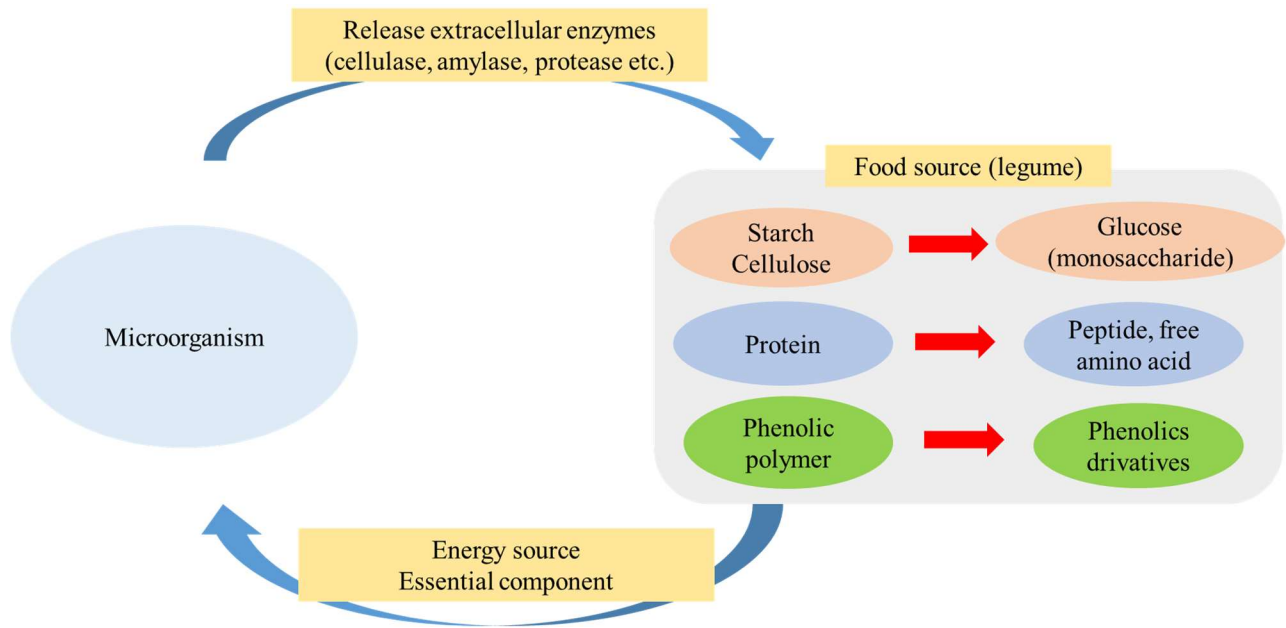 Release extracellular enzymes
(cellulase, amylase, protease etc.)
Food source (legume)
Starch
Cellulose
Glucose
(monosaccharide)
Microorganism
Protein
Peptide, free
amino acid
Phenolic
polymer
Phenolics
drivatives
Energy source
Essential component